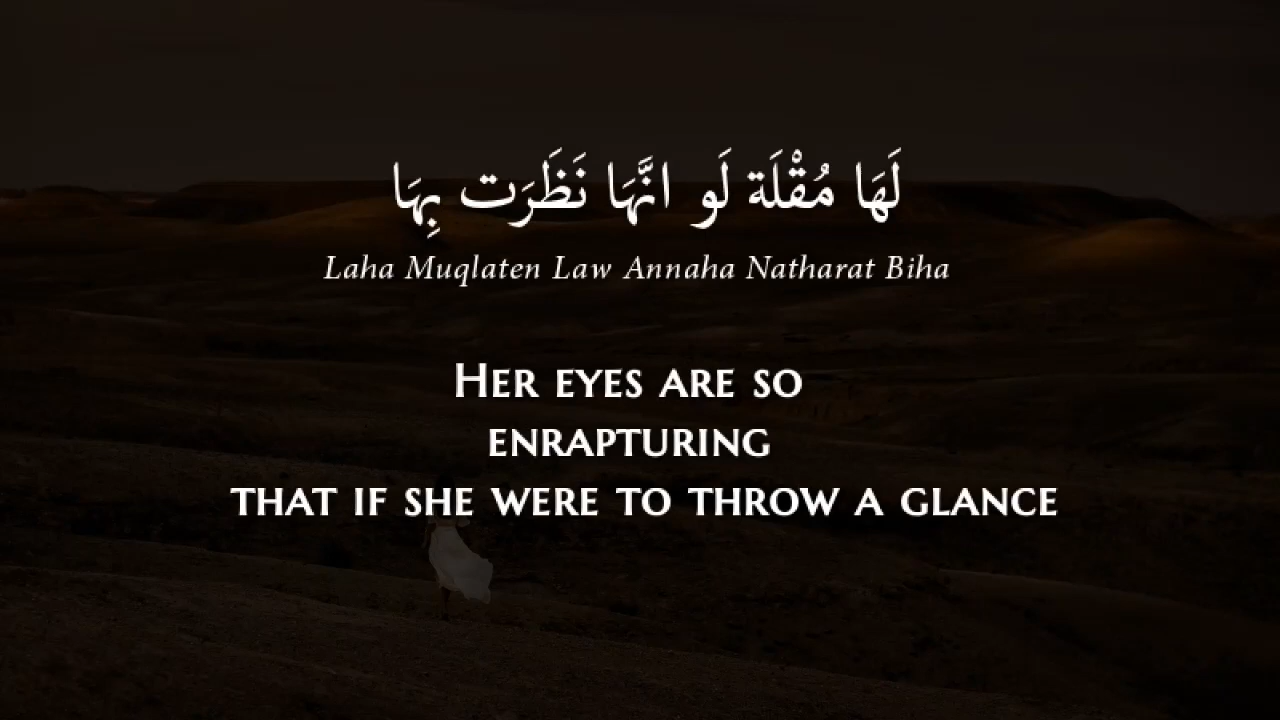 لَهَا مُقْلَة لَو انَّهَا نَظَرَت بِهَا
Laha Muqlaten Law Annaha Natharat Biha
Her eyes are so
enrapturing
that if she were to throw a glance